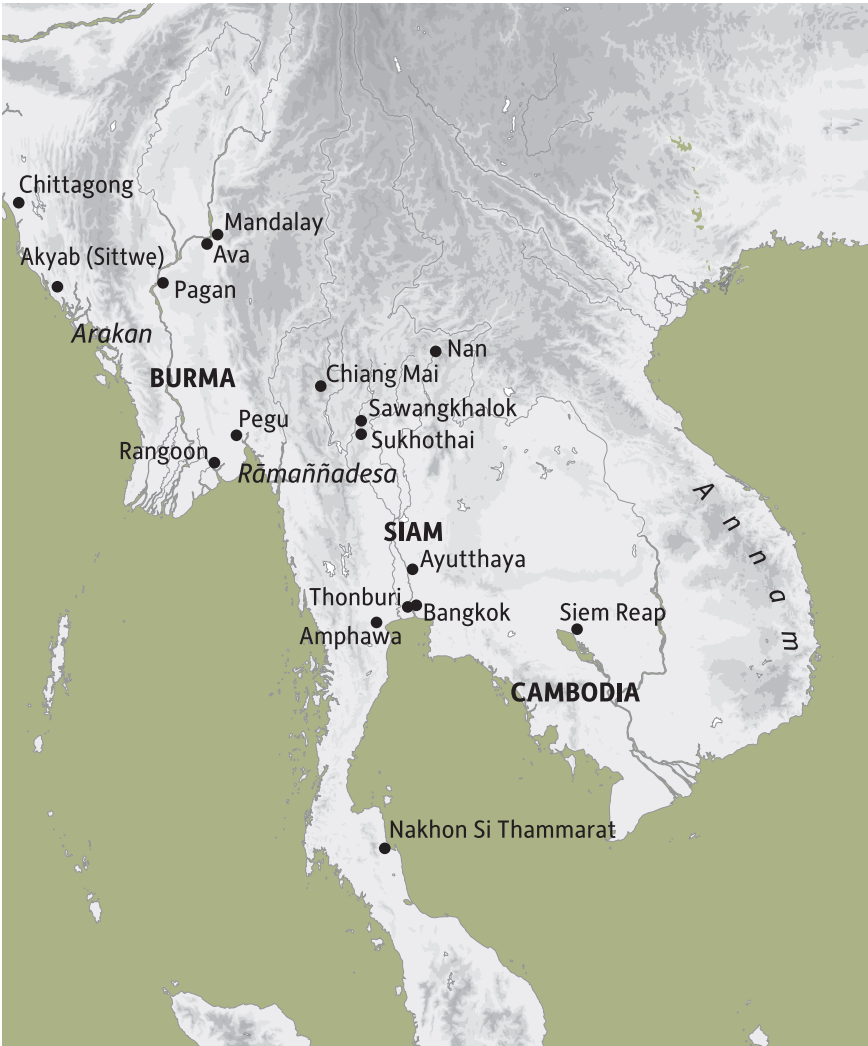 Chittagong
Mandalay
Ava
Akyab (Sittwe)
Pagan
Arakan
Nan
BURMA
Chiang Mai
Sawangkhalok
Pegu
Sukhothai
Rangoon
Rāmaññadesa
Annam
SIAM
Ayutthaya
Thonburi
Bangkok
Siem Reap
Amphawa
CAMBODIA
Nakhon Si Thammarat